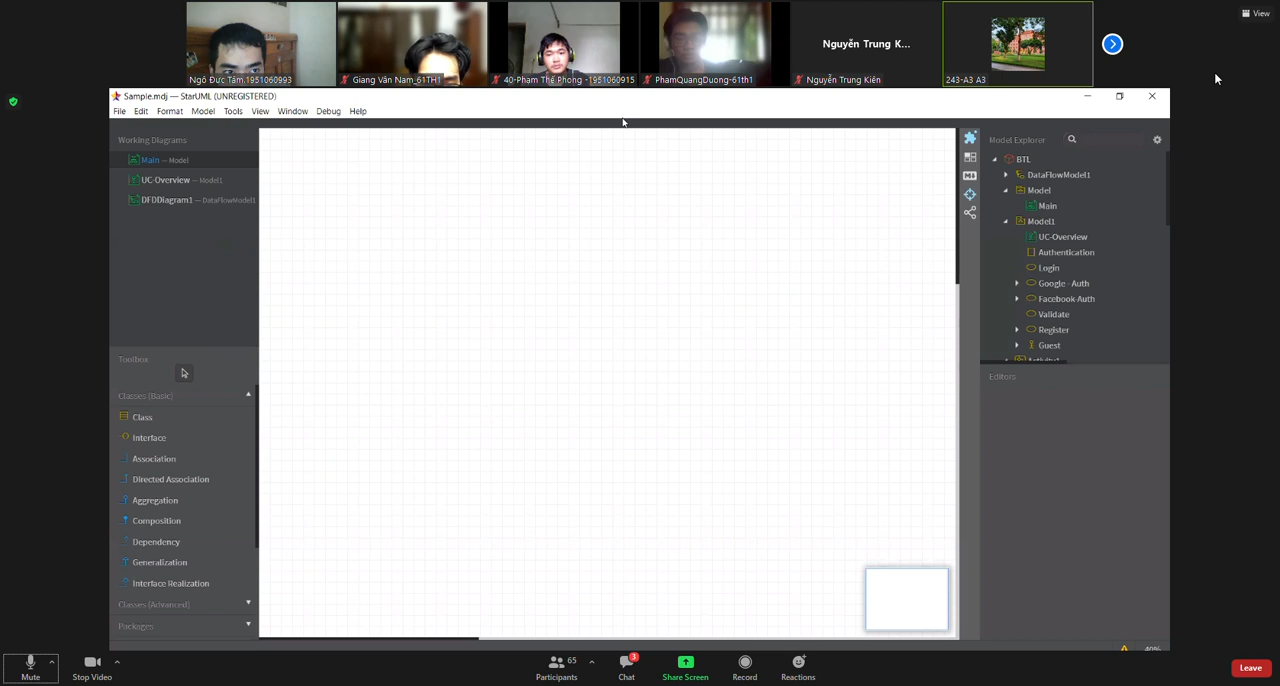 View
Nguyễn Trung K...
Ngô Đức Tâm.1951060993
Giang Văn Nam_61TH1
40-Phạm Thế Phong -1951060915
PhamQuangDuong-61th1
Nguyễn Trung Kiên
243-A3 A3
Sample.mdj — StarUML (UNREGISTERED)
File Edit Format Model Tools View Window Debug Help
Working Diagrams
Main — Model
UC-Overview — Model1
DFDDiagram1 — DataFlowModel1
Toolbox
Classes (Basic)
Class
Interface
Association
Directed Association
Aggregation
Composition
Dependency
Generalization
Interface Realization
Classes (Advanced)
Packages
Model Explorer
BTL
DataFlowModel1
Model
Main
Model1
UC-Overview
Authentication
Login
Google - Auth
Facebook-Auth
Validate
Register
Guest
Activity1
Editors
40%
Mute
Stop Video
65
Participants
3
Chat
Share Screen
Record
Reactions
Leave